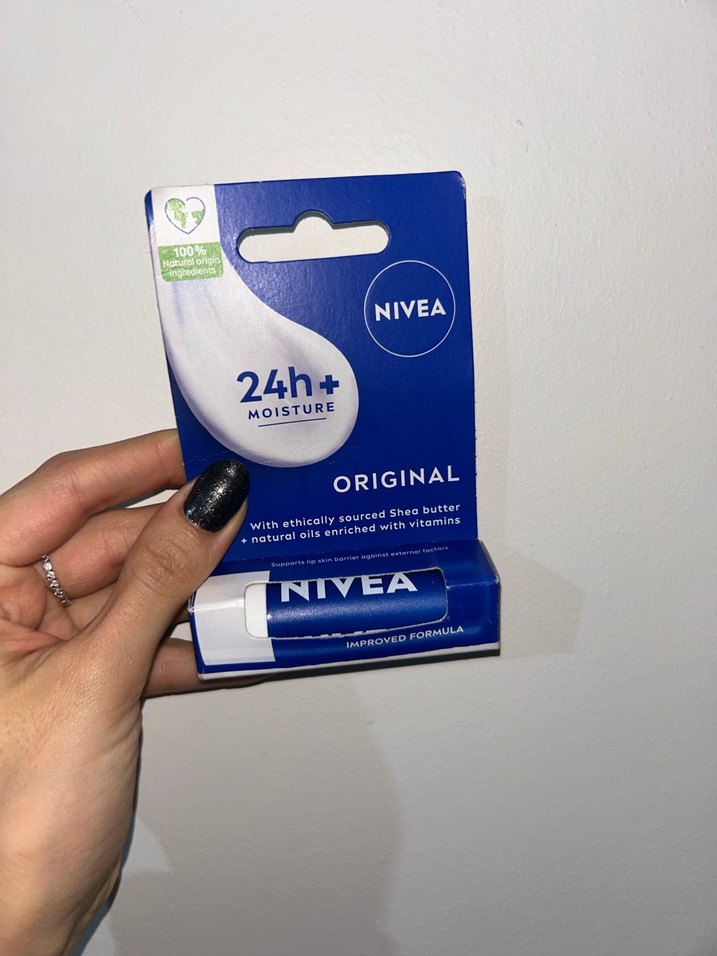 100%
Natural origin
ingredients
NIVEA
24h+
MOISTURE
ORIGINAL
With ethically sourced Shea butter
+ natural oils enriched with vitamins
Supports lip skin barrier against external factors
NIVEA
IMPROVED FORMULA